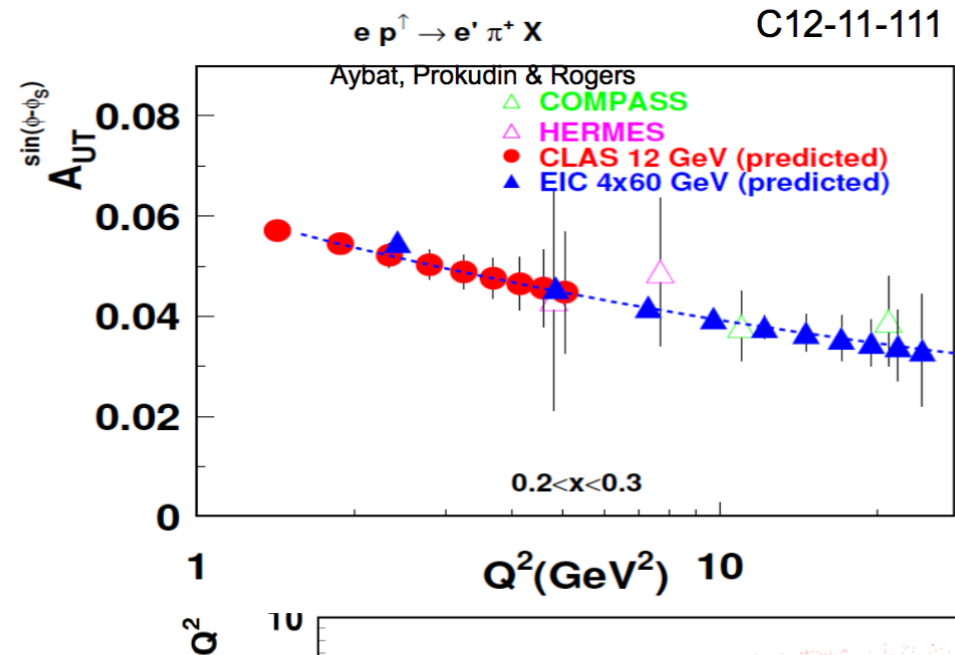 e p↑ → e' π+ X
C12-11-111
Aybat, Prokudin & Rogers
A_UT^sin(φ-φ_S)
COMPASS
HERMES
CLAS 12 GeV (predicted)
EIC 4x60 GeV (predicted)
0.08
0.06
0.04
0.02
0
0.2<x<0.3
1
Q²(GeV²)
10
Q²
10